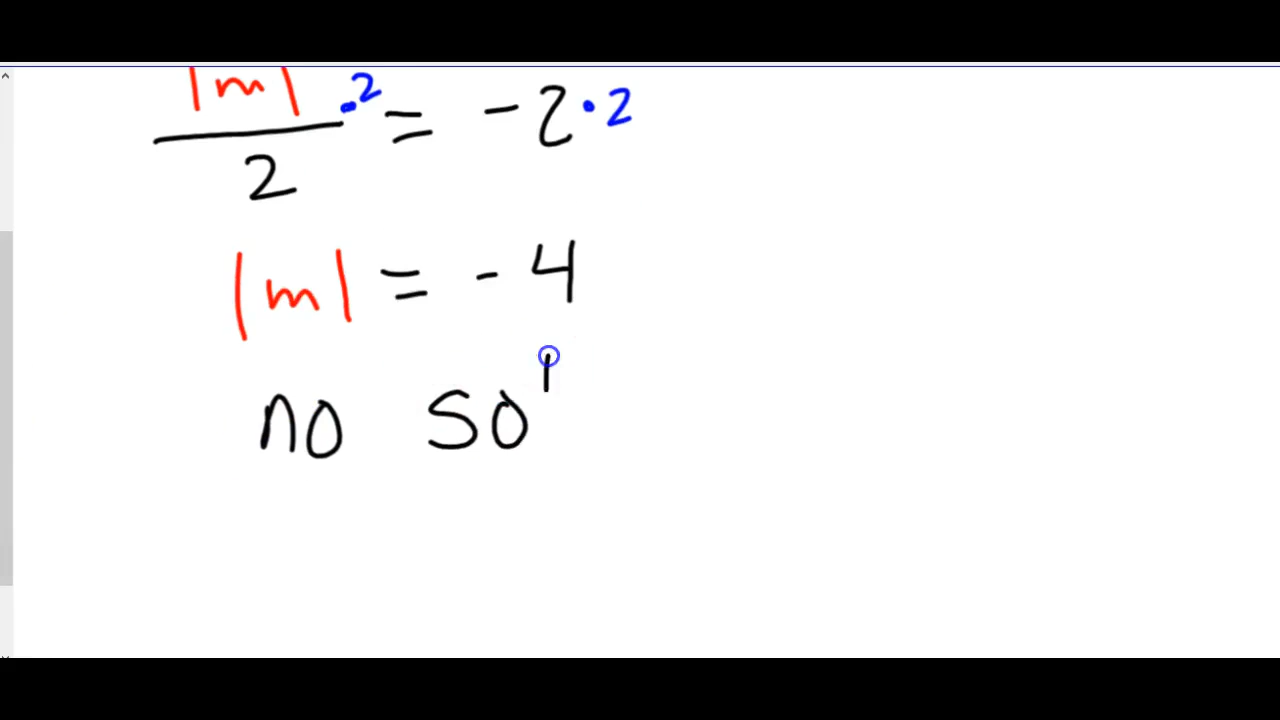 |m| · 2 = -2 · 2
2
|m| = -4
no sol